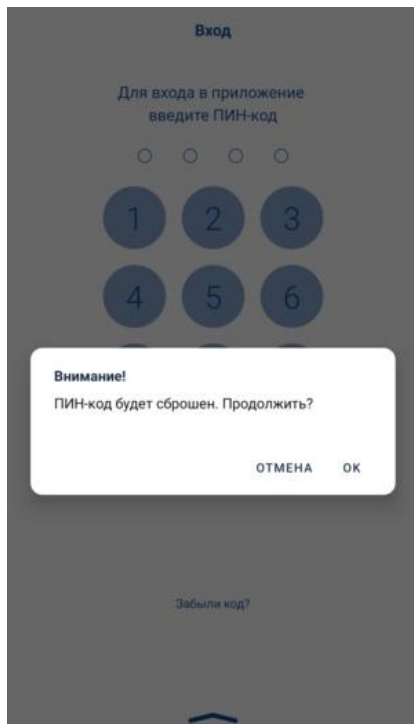 Вход
Для входа в приложение
введите ПИН-код
1 2 3
4 5 6
Внимание!
ПИН-код будет сброшен. Продолжить?
ОТМЕНА OK
Забыли код?